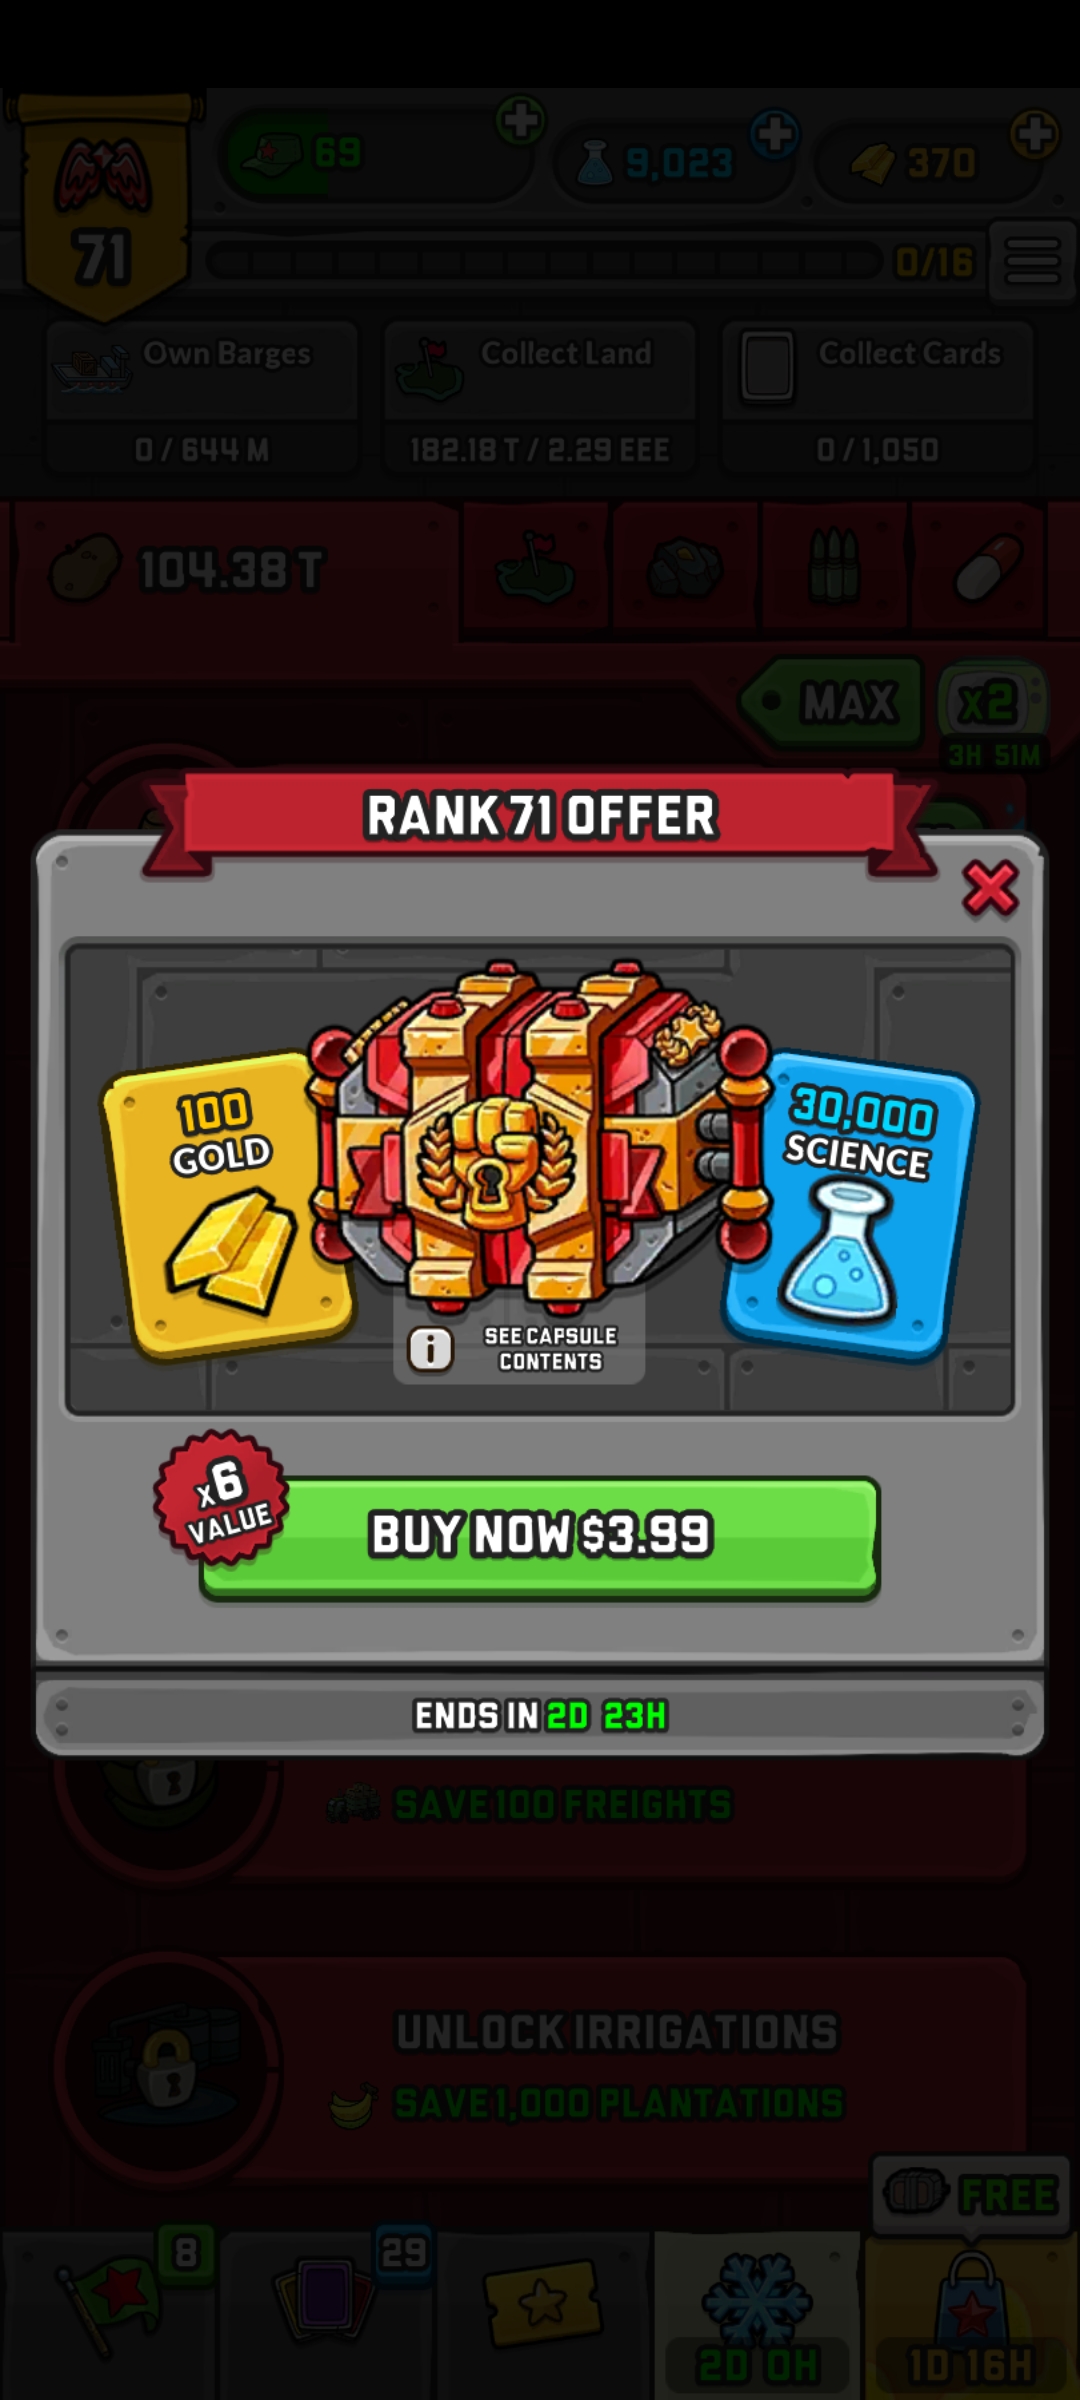 69
9,023
370
71
0/16
Own Barges
Collect Land
Collect Cards
0 / 644 M
182.18 T / 2.29 EEE
0 / 1,050
104.38 T
MAX
x2
3H 51M
RANK 71 OFFER
100
GOLD
30,000
SCIENCE
i
SEE CAPSULE
CONTENTS
x6
VALUE
BUY NOW $3.99
ENDS IN 2D 23H
SAVE 100 FREIGHTS
UNLOCK IRRIGATIONS
SAVE 1,000 PLANTATIONS
FREE
8
29
2D 0H
1D 16H